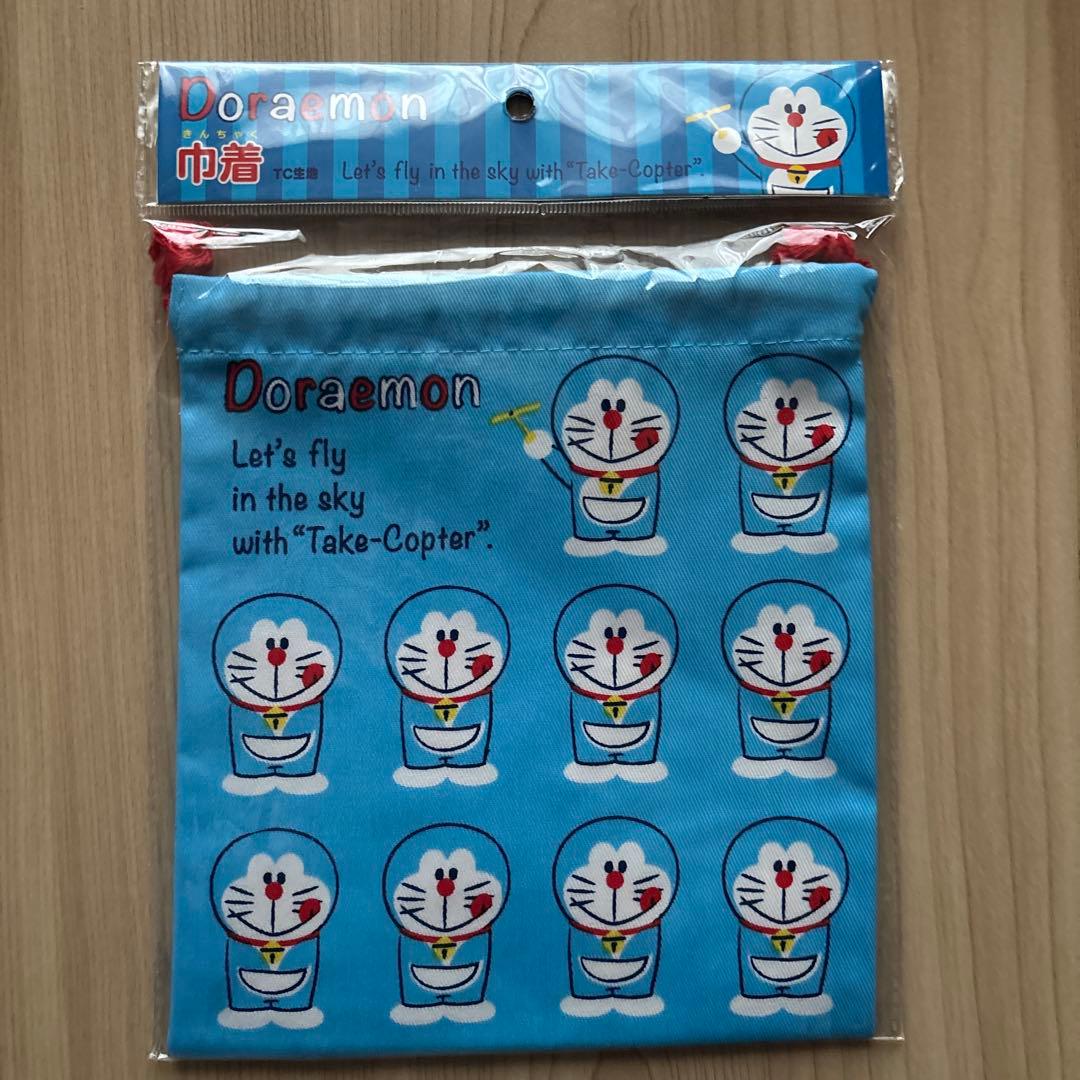 Doraemon
きんちゃく
巾着 TC生地 Let's fly in the sky with “Take-Copter”.
Doraemon
Let's fly
in the sky
with “Take-Copter”.